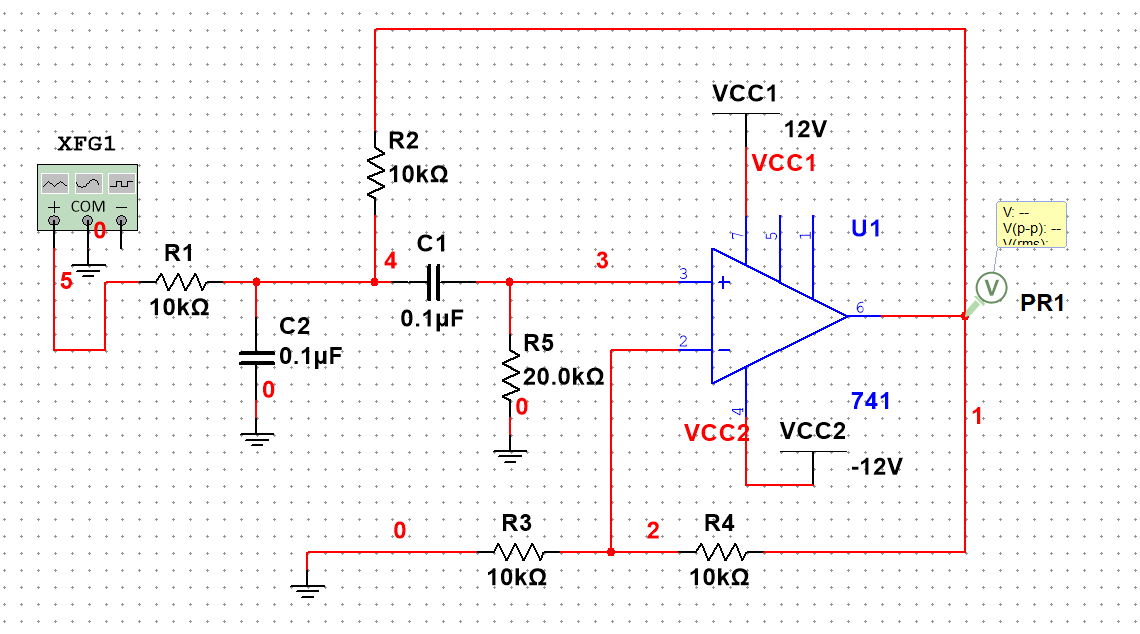 VCC1
12V
VCC1
R2
10kΩ
XFG1
+ COM −
0
5
R1
10kΩ
4
C1
0.1µF
3
7
5
1
U1
V: --
V(p-p): --
V(rms):
V
PR1
3
+
6
2
−
C2
0.1µF
0
R5
20.0kΩ
0
4
741
1
VCC2
VCC2
-12V
0
R3
10kΩ
2
R4
10kΩ